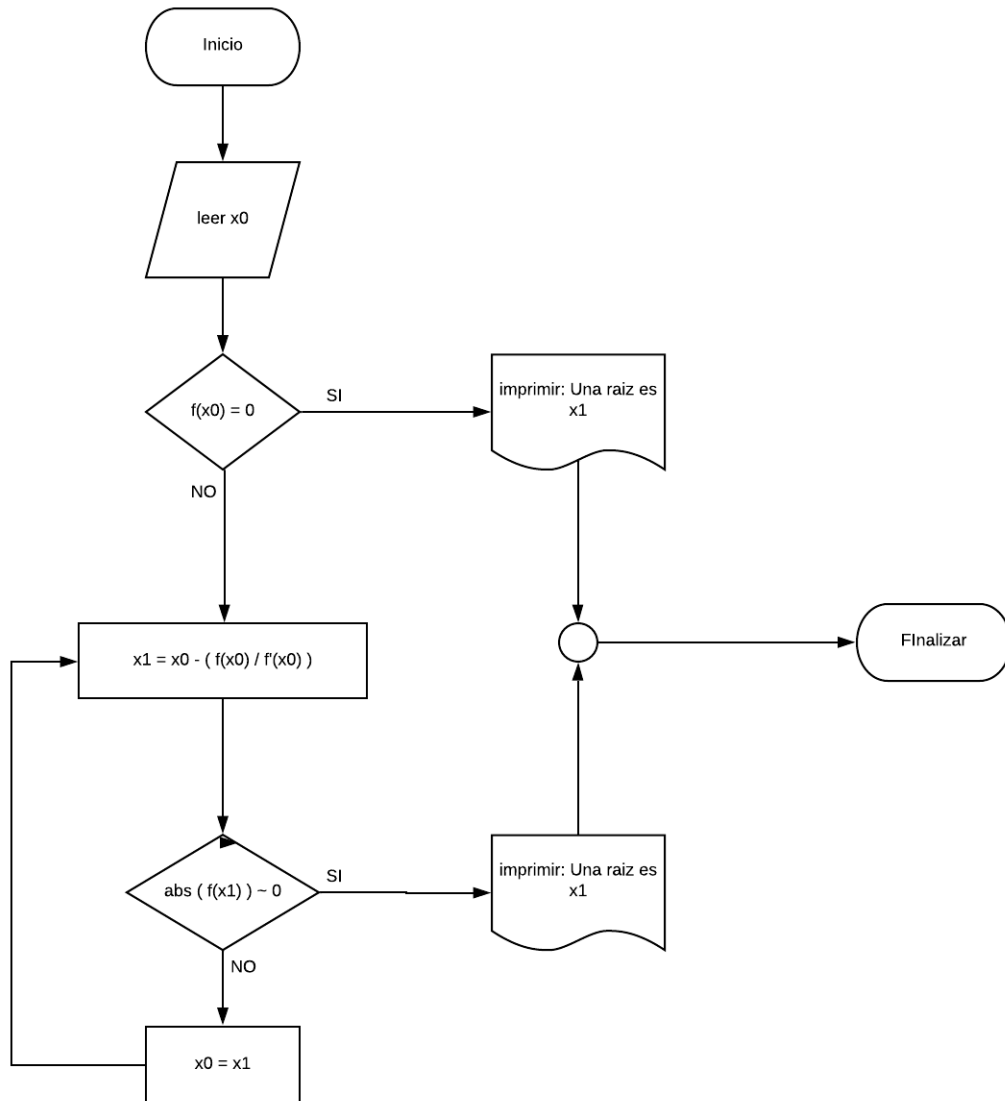 Inicio
leer x0
f(x0) = 0
SI
imprimir: Una raiz es
x1
NO
x1 = x0 - ( f(x0) / f'(x0) )
FInalizar
abs ( f(x1) ) ~ 0
SI
imprimir: Una raiz es
x1
NO
x0 = x1